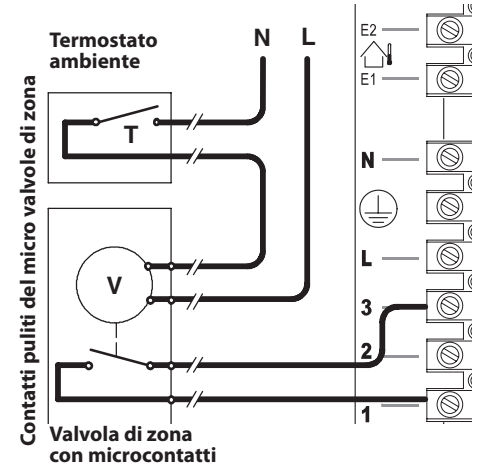 Termostato
ambiente
N
L
T
Contatti puliti del micro valvole di zona
V
Valvola di zona
con microcontatti
E2
E1
N
L
3
2
1